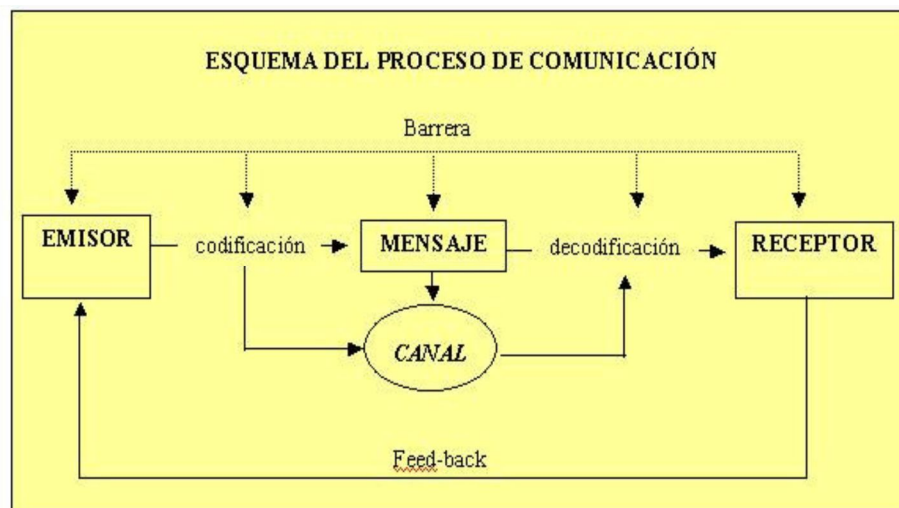 ESQUEMA DEL PROCESO DE COMUNICACIÓN
Barrera
EMISOR
codificación
MENSAJE
decodificación
RECEPTOR
CANAL
Feed-back